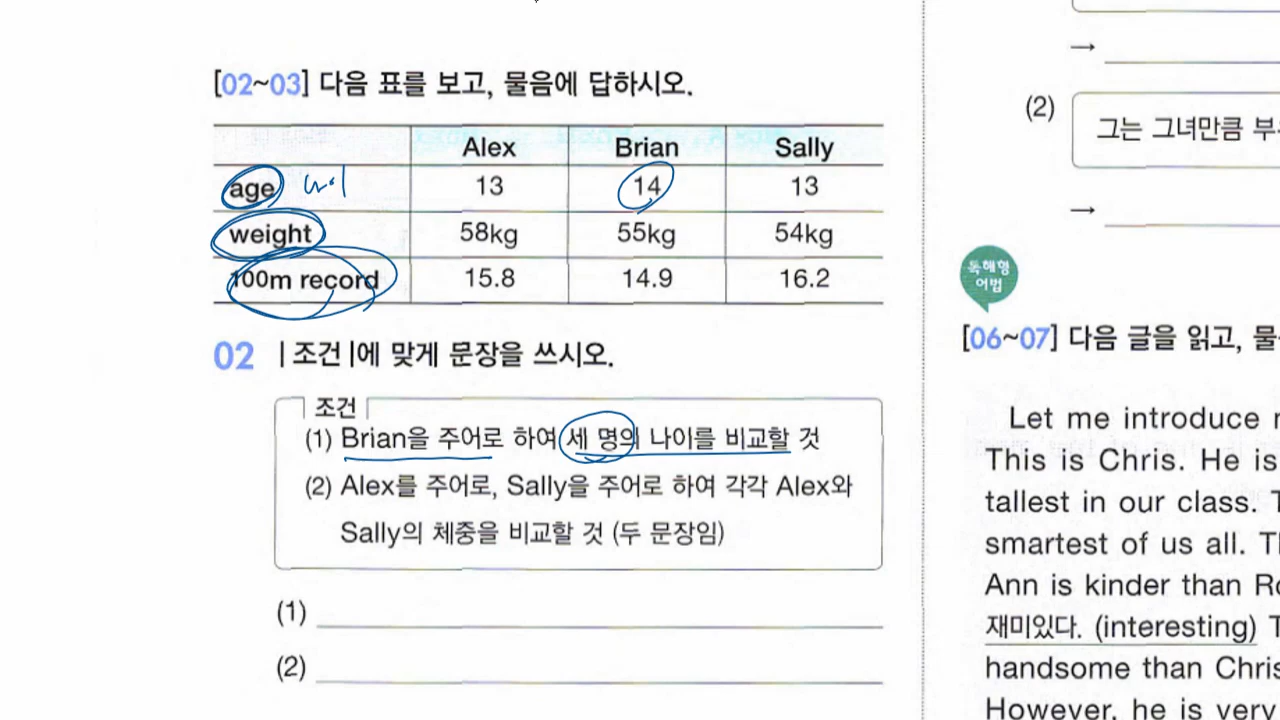 [02~03] 다음 표를 보고, 물음에 답하시오.
Alex Brian Sally
age 13 14 13
weight 58kg 55kg 54kg
100m record 15.8 14.9 16.2
02 |조건|에 맞게 문장을 쓰시오.
조건
(1) Brian을 주어로 하여 세 명의 나이를 비교할 것
(2) Alex를 주어로, Sally을 주어로 하여 각각 Alex와
Sally의 체중을 비교할 것 (두 문장임)
(1)
(2)
→
(2) 그는 그녀만큼 부
→
독해형
어법
[06~07] 다음 글을 읽고, 물
Let me introduce
This is Chris. He is
tallest in our class.
smartest of us all.
Ann is kinder than
재미있다. (interesting)
handsome than Chris
However, he is very